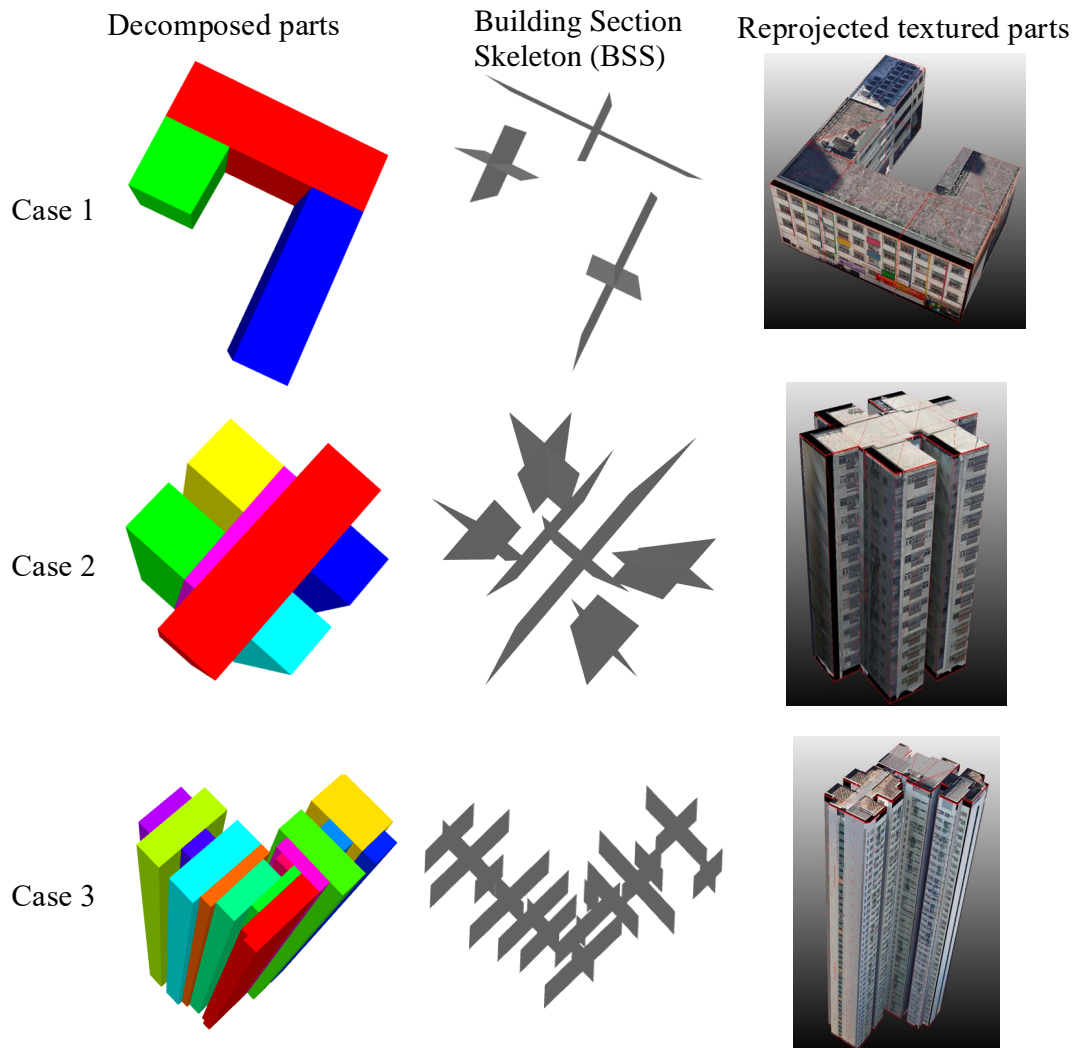 Decomposed parts
Building Section
Skeleton (BSS)
Reprojected textured parts
Case 1
Case 2
Case 3